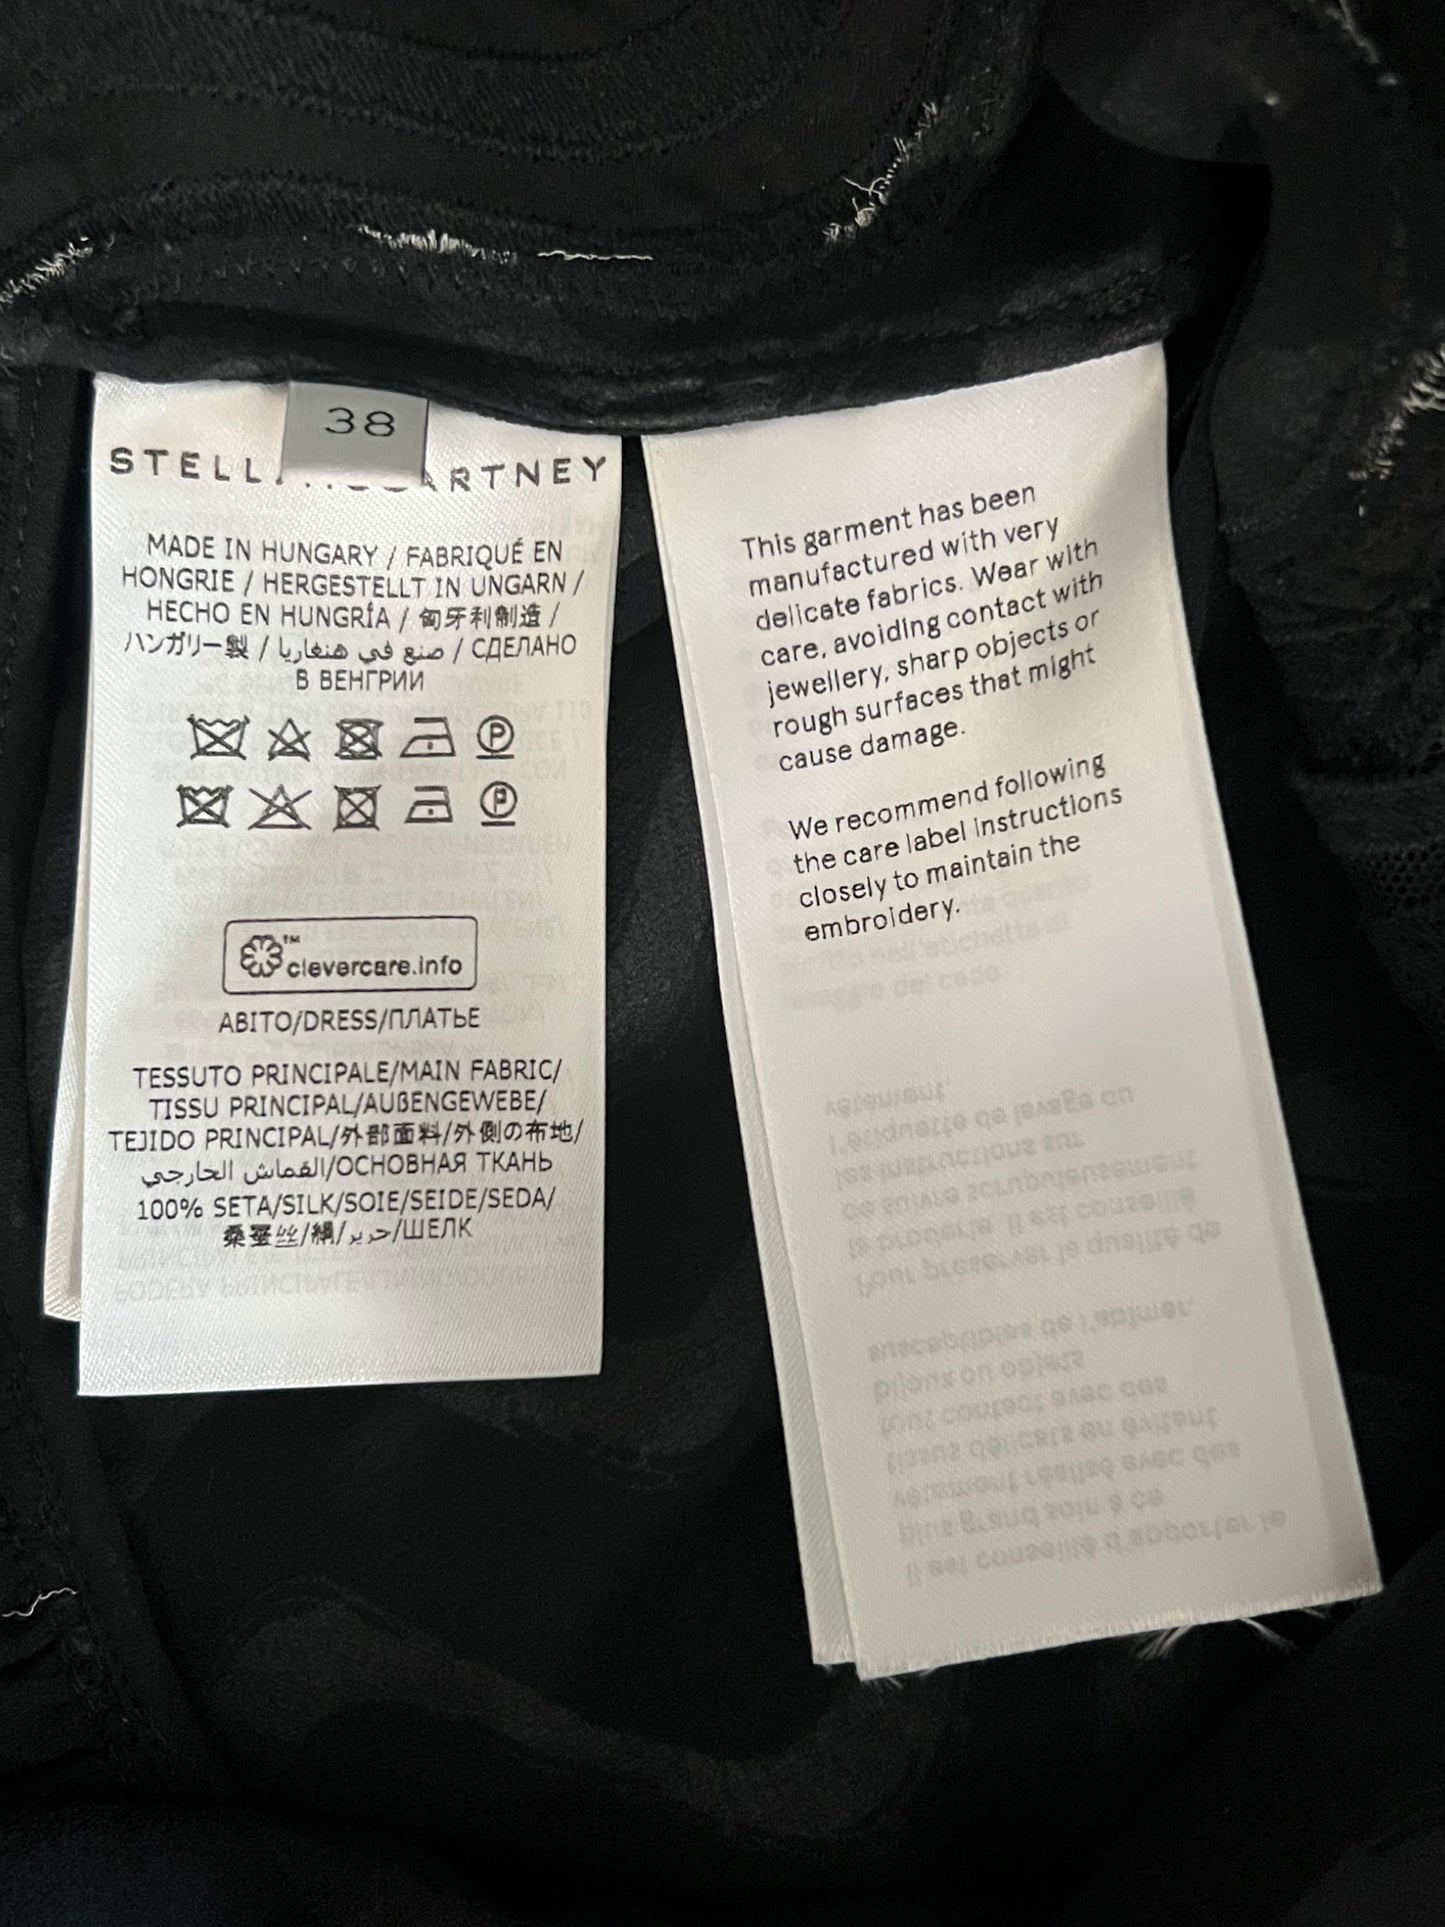 38
STELL
RTNEY
MADE IN HUNGARY / FABRIQUÉ EN
HONGRIE / HERGESTELLT IN UNGARN /
HECHO EN HUNGRÍA / 匈牙利制造 /
ハンガリー製 / صنع في هنغاريا / СДЕЛАНО
В ВЕНГРИИ
P
P
clevercare.info
ABITO/DRESS/ПЛАТЬЕ
TESSUTO PRINCIPALE/MAIN FABRIC/
TISSU PRINCIPAL/AUßENGEWEBE/
TEJIDO PRINCIPAL/外部面料/外側の布地/
القماش الخارجي/ОСНОВНАЯ ТКАНЬ
100% SETA/SILK/SOIE/SEIDE/SEDA/
桑蚕丝/絹/حرير/ШЕЛК
This garment has been
manufactured with very
delicate fabrics. Wear with
care, avoiding contact with
jewellery, sharp objects or
rough surfaces that might
cause damage.
We recommend following
the care label instructions
closely to maintain the
embroidery.